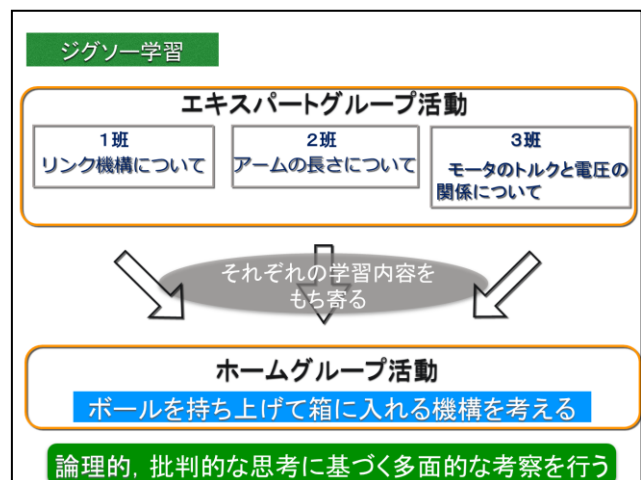 ジグソー学習
エキスパートグループ活動
1班
リンク機構について
2班
アームの長さについて
3班
モータのトルクと電圧の
関係について
それぞれの学習内容を
もち寄る
ホームグループ活動
ボールを持ち上げて箱に入れる機構を考える
論理的，批判的な思考に基づく多面的な考察を行う